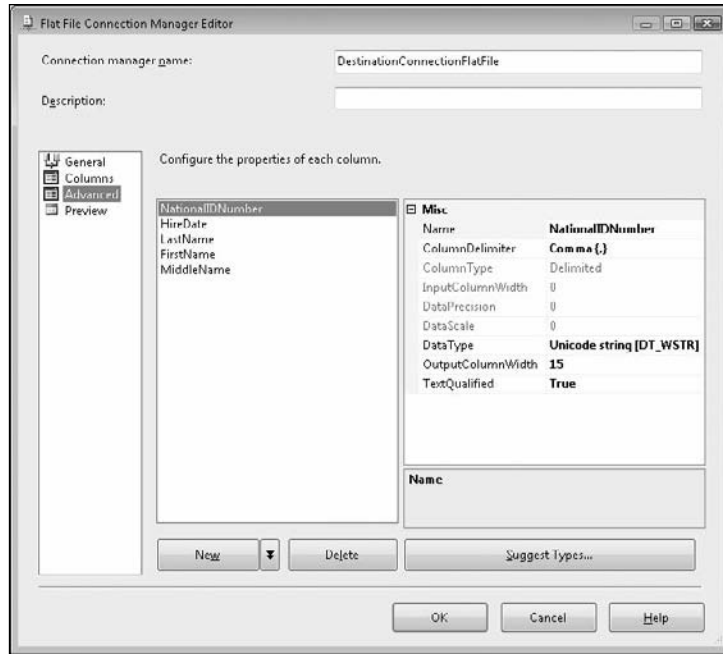 Flat File Connection Manager Editor
Connection manager name:
DestinationConnectionFlatFile
Description:
General
Columns
Advanced
Preview
Configure the properties of each column.
NationalIDNumber
HireDate
LastName
FirstName
MiddleName
Misc
Name NationalIDNumber
ColumnDelimiter Comma {,}
ColumnType Delimited
InputColumnWidth 0
DataPrecision 0
DataScale 0
DataType Unicode string [DT_WSTR]
OutputColumnWidth 15
TextQualified True
Name
New
Delete
Suggest Types...
OK
Cancel
Help